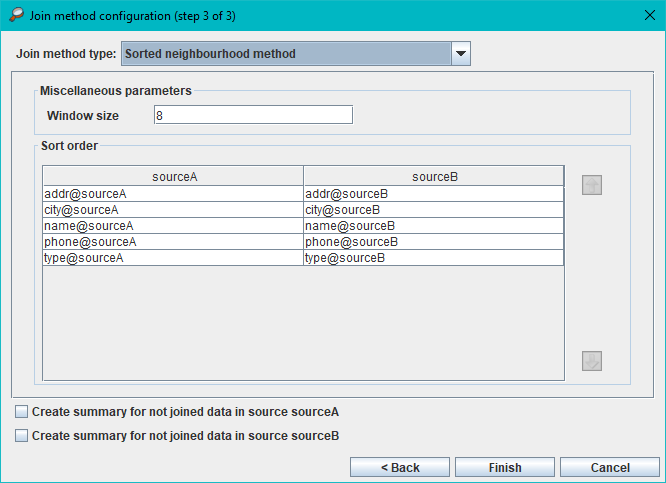 Join method configuration (step 3 of 3)
Join method type: Sorted neighbourhood method
Miscellaneous parameters
Window size 8
Sort order
sourceA sourceB
addr@sourceA addr@sourceB
city@sourceA city@sourceB
name@sourceA name@sourceB
phone@sourceA phone@sourceB
type@sourceA type@sourceB
Create summary for not joined data in source sourceA
Create summary for not joined data in source sourceB
< Back Finish Cancel